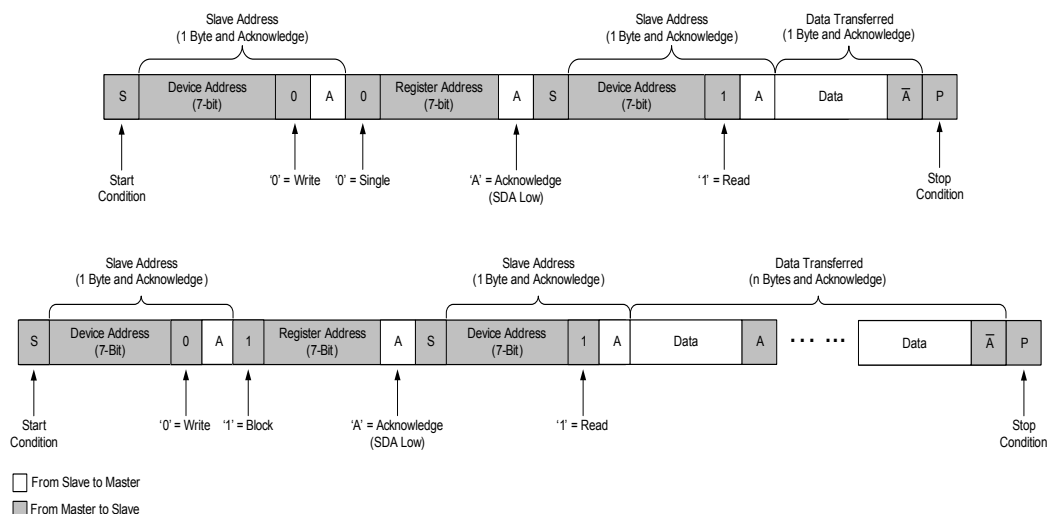 Slave Address
(1 Byte and Acknowledge)
Slave Address
(1 Byte and Acknowledge)
Data Transferred
(1 Byte and Acknowledge)
S
Device Address
(7-bit)
0
A
0
Register Address
(7-bit)
A
S
Device Address
(7-bit)
1
A
Data
A̅
P
Start
Condition
‘0’ = Write
‘0’ = Single
‘A’ = Acknowledge
(SDA Low)
‘1’ = Read
Stop
Condition
Slave Address
(1 Byte and Acknowledge)
Slave Address
(1 Byte and Acknowledge)
Data Transferred
(n Bytes and Acknowledge)
S
Device Address
(7-Bit)
0
A
1
Register Address
(7-Bit)
A
S
Device Address
(7-Bit)
1
A
Data
A
... ...
Data
A̅
P
Start
Condition
‘0’ = Write
‘1’ = Block
‘A’ = Acknowledge
(SDA Low)
‘1’ = Read
Stop
Condition
From Slave to Master
From Master to Slave